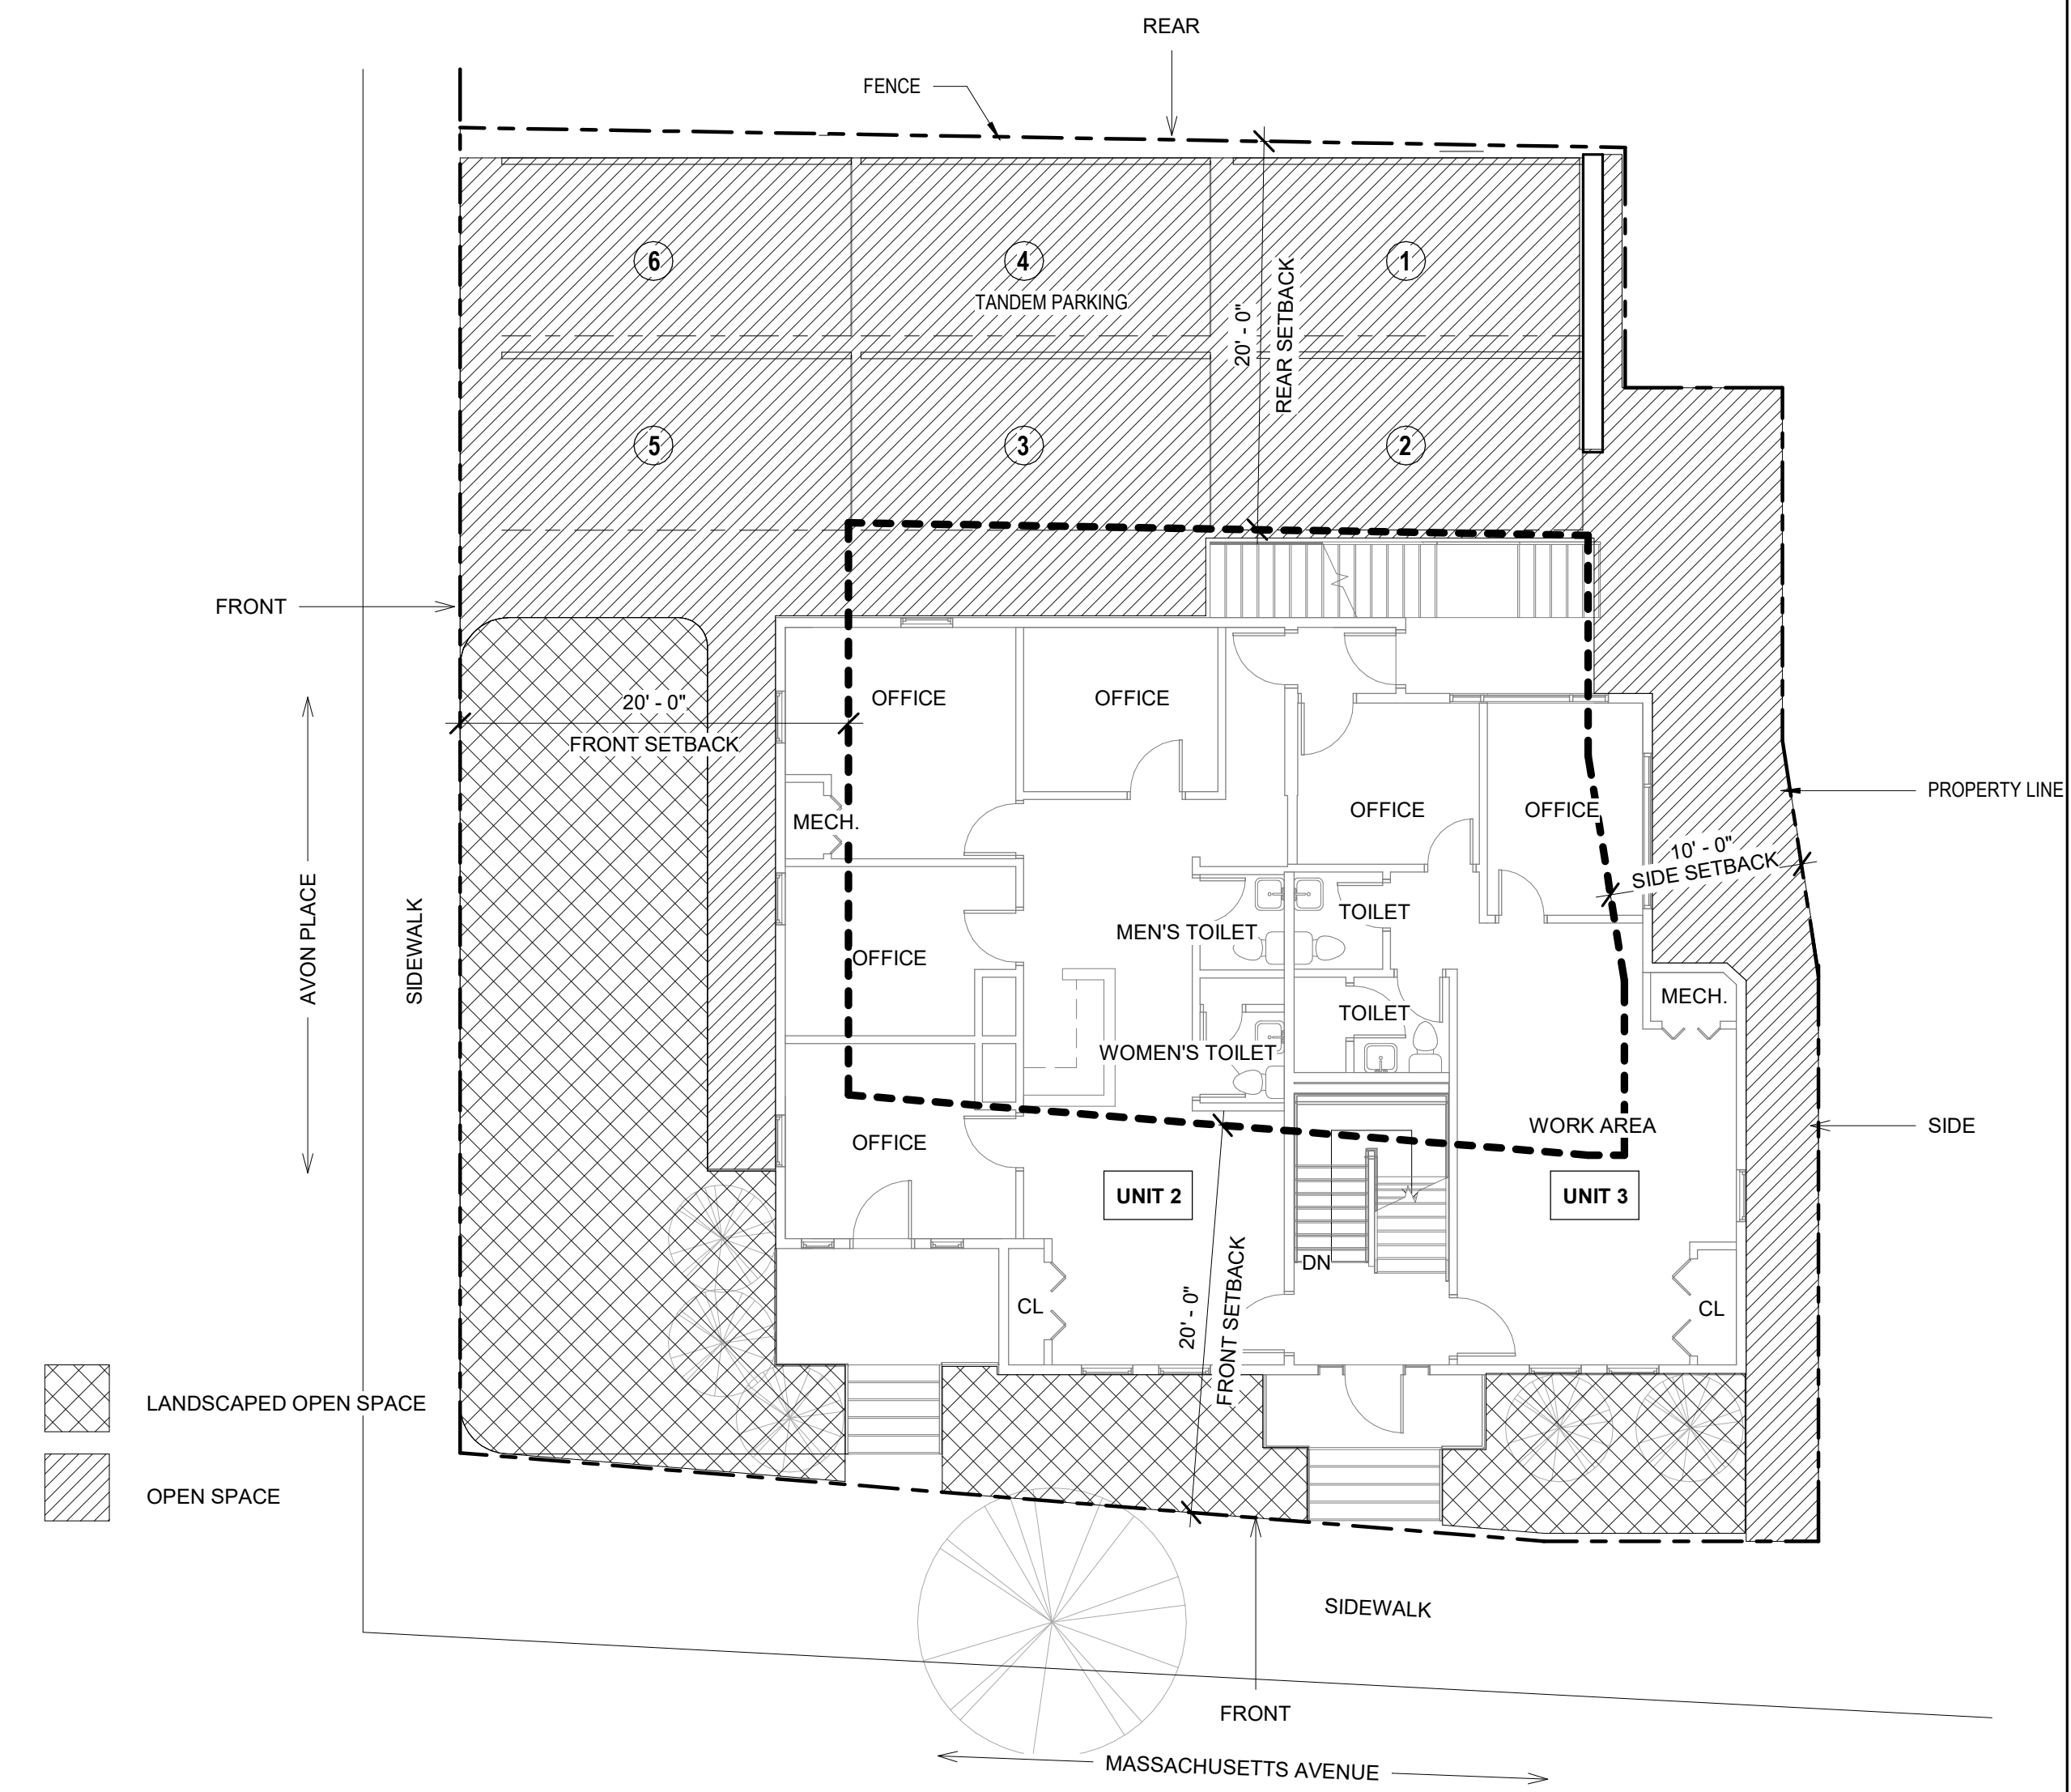 REAR
FENCE
6
4
1
TANDEM PARKING
20' - 0"
REAR SETBACK
5
3
2
FRONT
20' - 0"
FRONT SETBACK
OFFICE
OFFICE
MECH.
OFFICE
OFFICE
PROPERTY LINE
10' - 0"
SIDE SETBACK
AVON PLACE
SIDEWALK
OFFICE
MEN'S TOILET
TOILET
MECH.
TOILET
WOMEN'S TOILET
OFFICE
WORK AREA
SIDE
UNIT 2
UNIT 3
DN
20' - 0"
FRONT SETBACK
CL
CL
LANDSCAPED OPEN SPACE
OPEN SPACE
SIDEWALK
FRONT
MASSACHUSETTS AVENUE